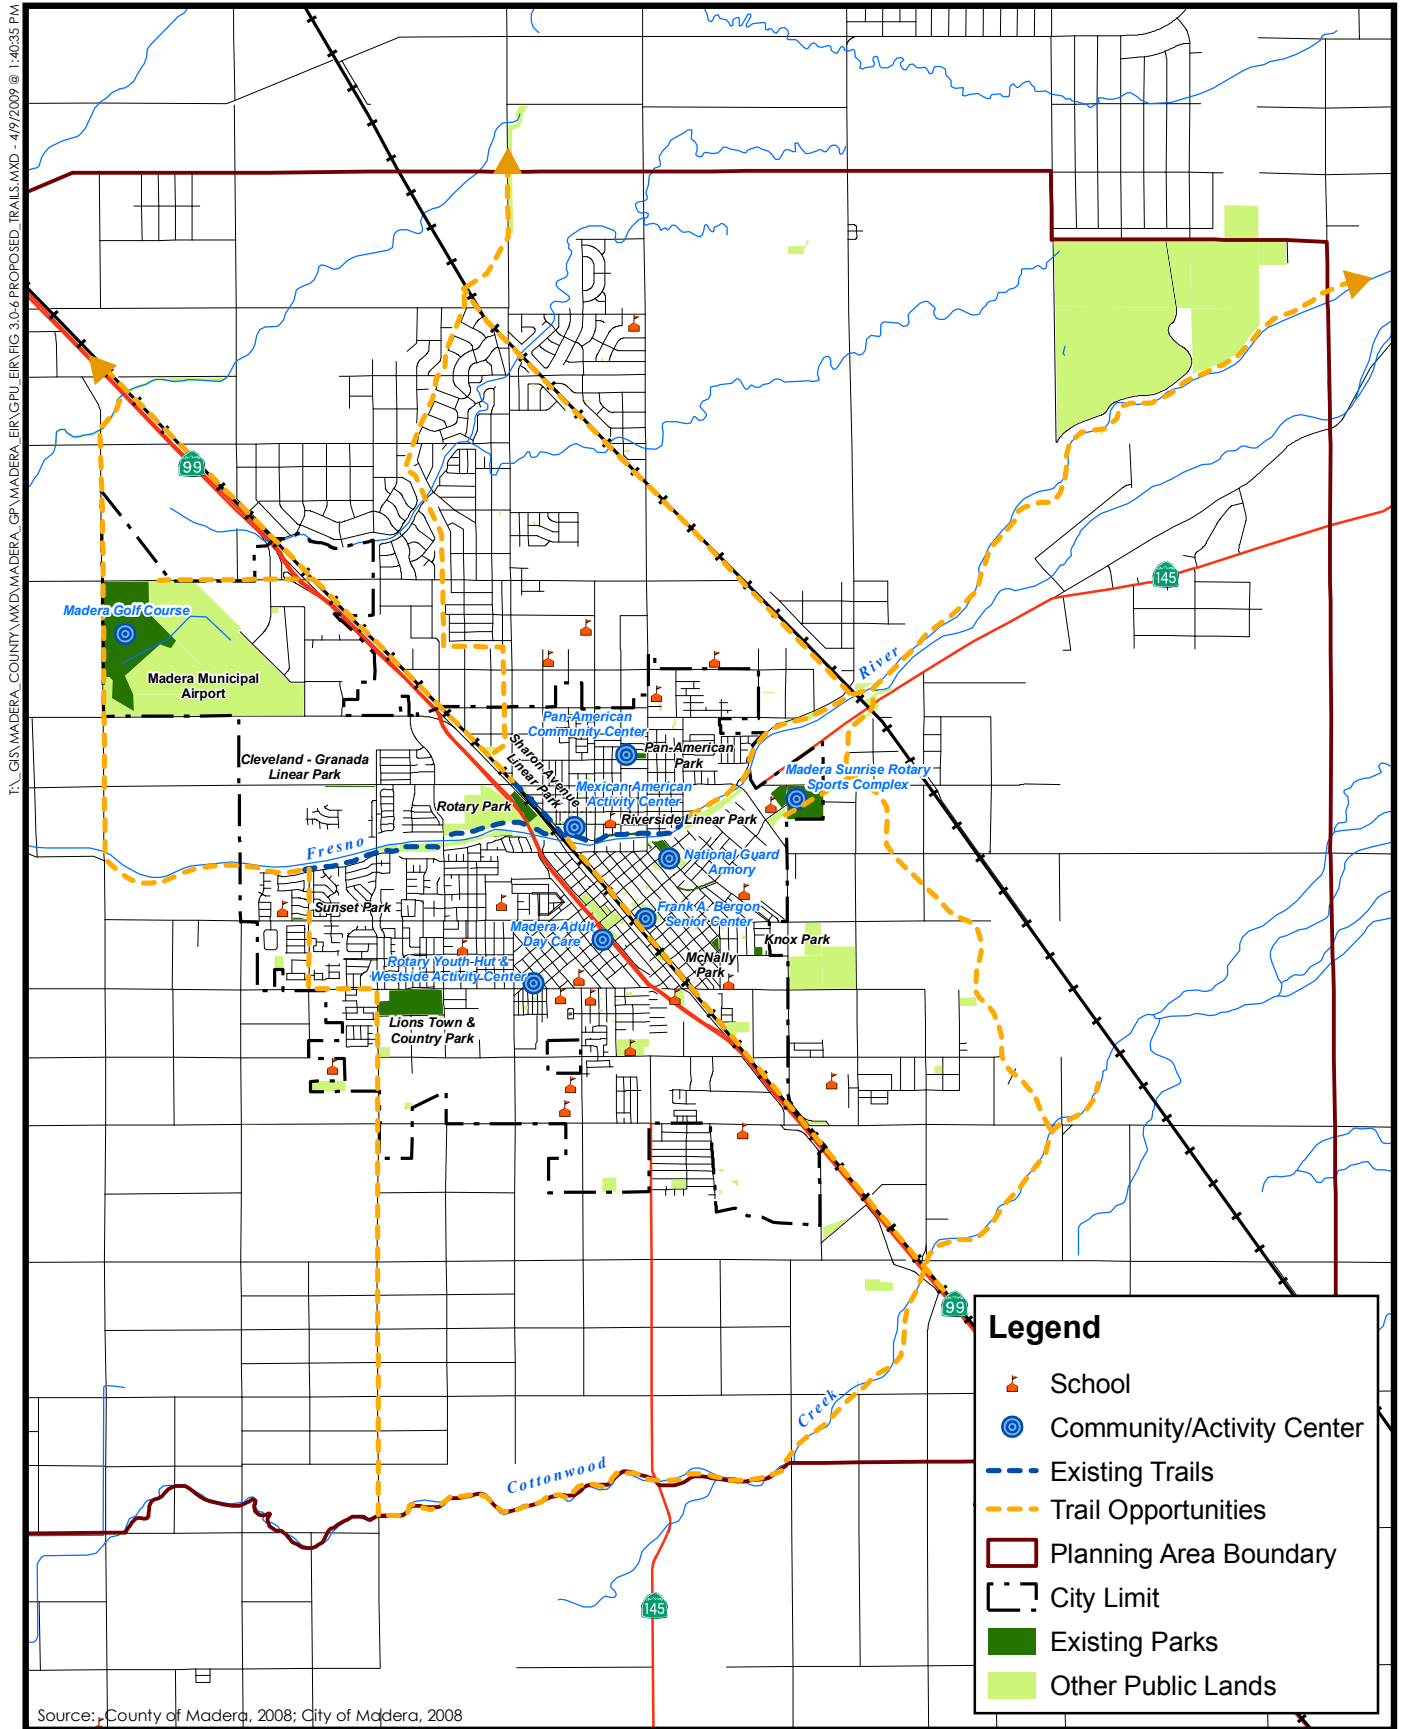 T:\_GIS\MADERA_COUNTY\MXD\MADERA_GP\MADERA_EIR\GPU_EIR\FIG 3.0-6 PROPOSED_TRAILS.MXD - 4/9/2009 @ 1:40:35 PM
99
145
River
Madera Golf Course
Madera Municipal
Airport
Pan-American
Community Center
Pan-American
Park
Sharon Avenue
Linear Park
Cleveland - Granada
Linear Park
Madera Sunrise Rotary
Sports Complex
Mexican American
Activity Center
Rotary Park
Riverside Linear Park
Fresno
National Guard
Armory
Sunset Park
Frank A. Bergon
Senior Center
Madera Adult
Day Care
Knox Park
McNally
Park
Rotary Youth-Hut &
Westside Activity Center
Lions Town &
Country Park
99
Creek
Cottonwood
145
Legend
School
Community/Activity Center
Existing Trails
Trail Opportunities
Planning Area Boundary
City Limit
Existing Parks
Other Public Lands
Source: County of Madera, 2008; City of Madera, 2008